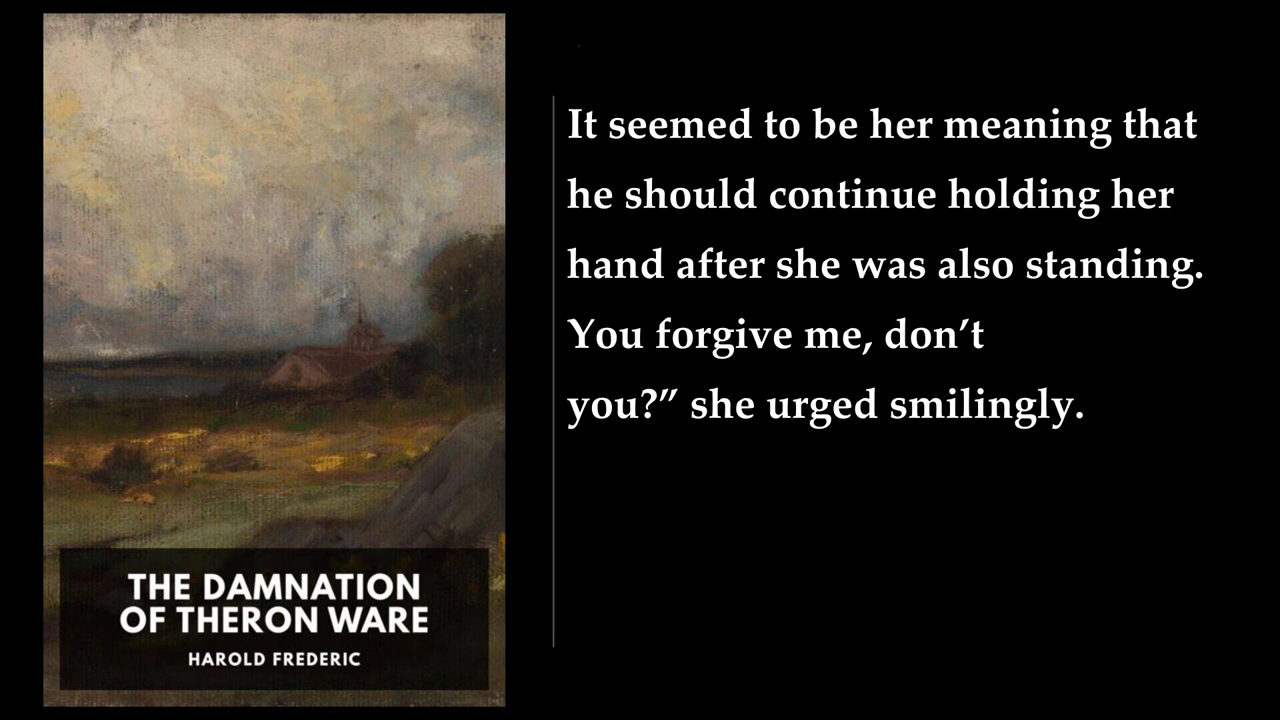 It seemed to be her meaning that
he should continue holding her
hand after she was also standing.
You forgive me, don’t
you?” she urged smilingly.
THE DAMNATION
OF THERON WARE
HAROLD FREDERIC